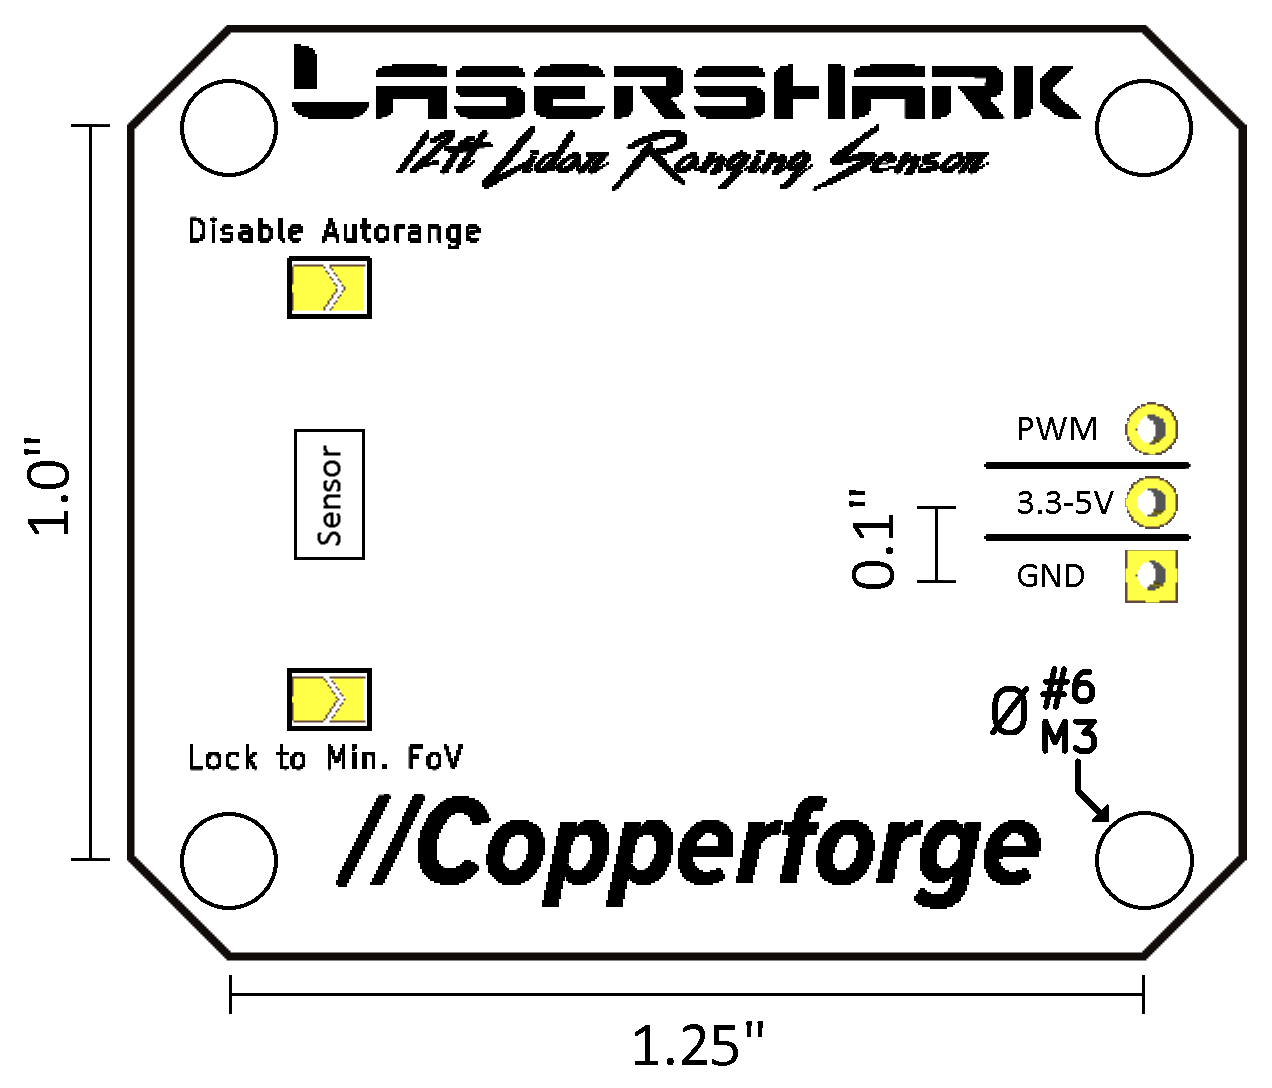 LASERSHARK
12ft Lidar Ranging Sensor
Disable Autorange
PWM
3.3-5V
GND
1.0"
Sensor
0.1"
Ø #6
M3
Lock to Min. FoV
//Copperforge
1.25"